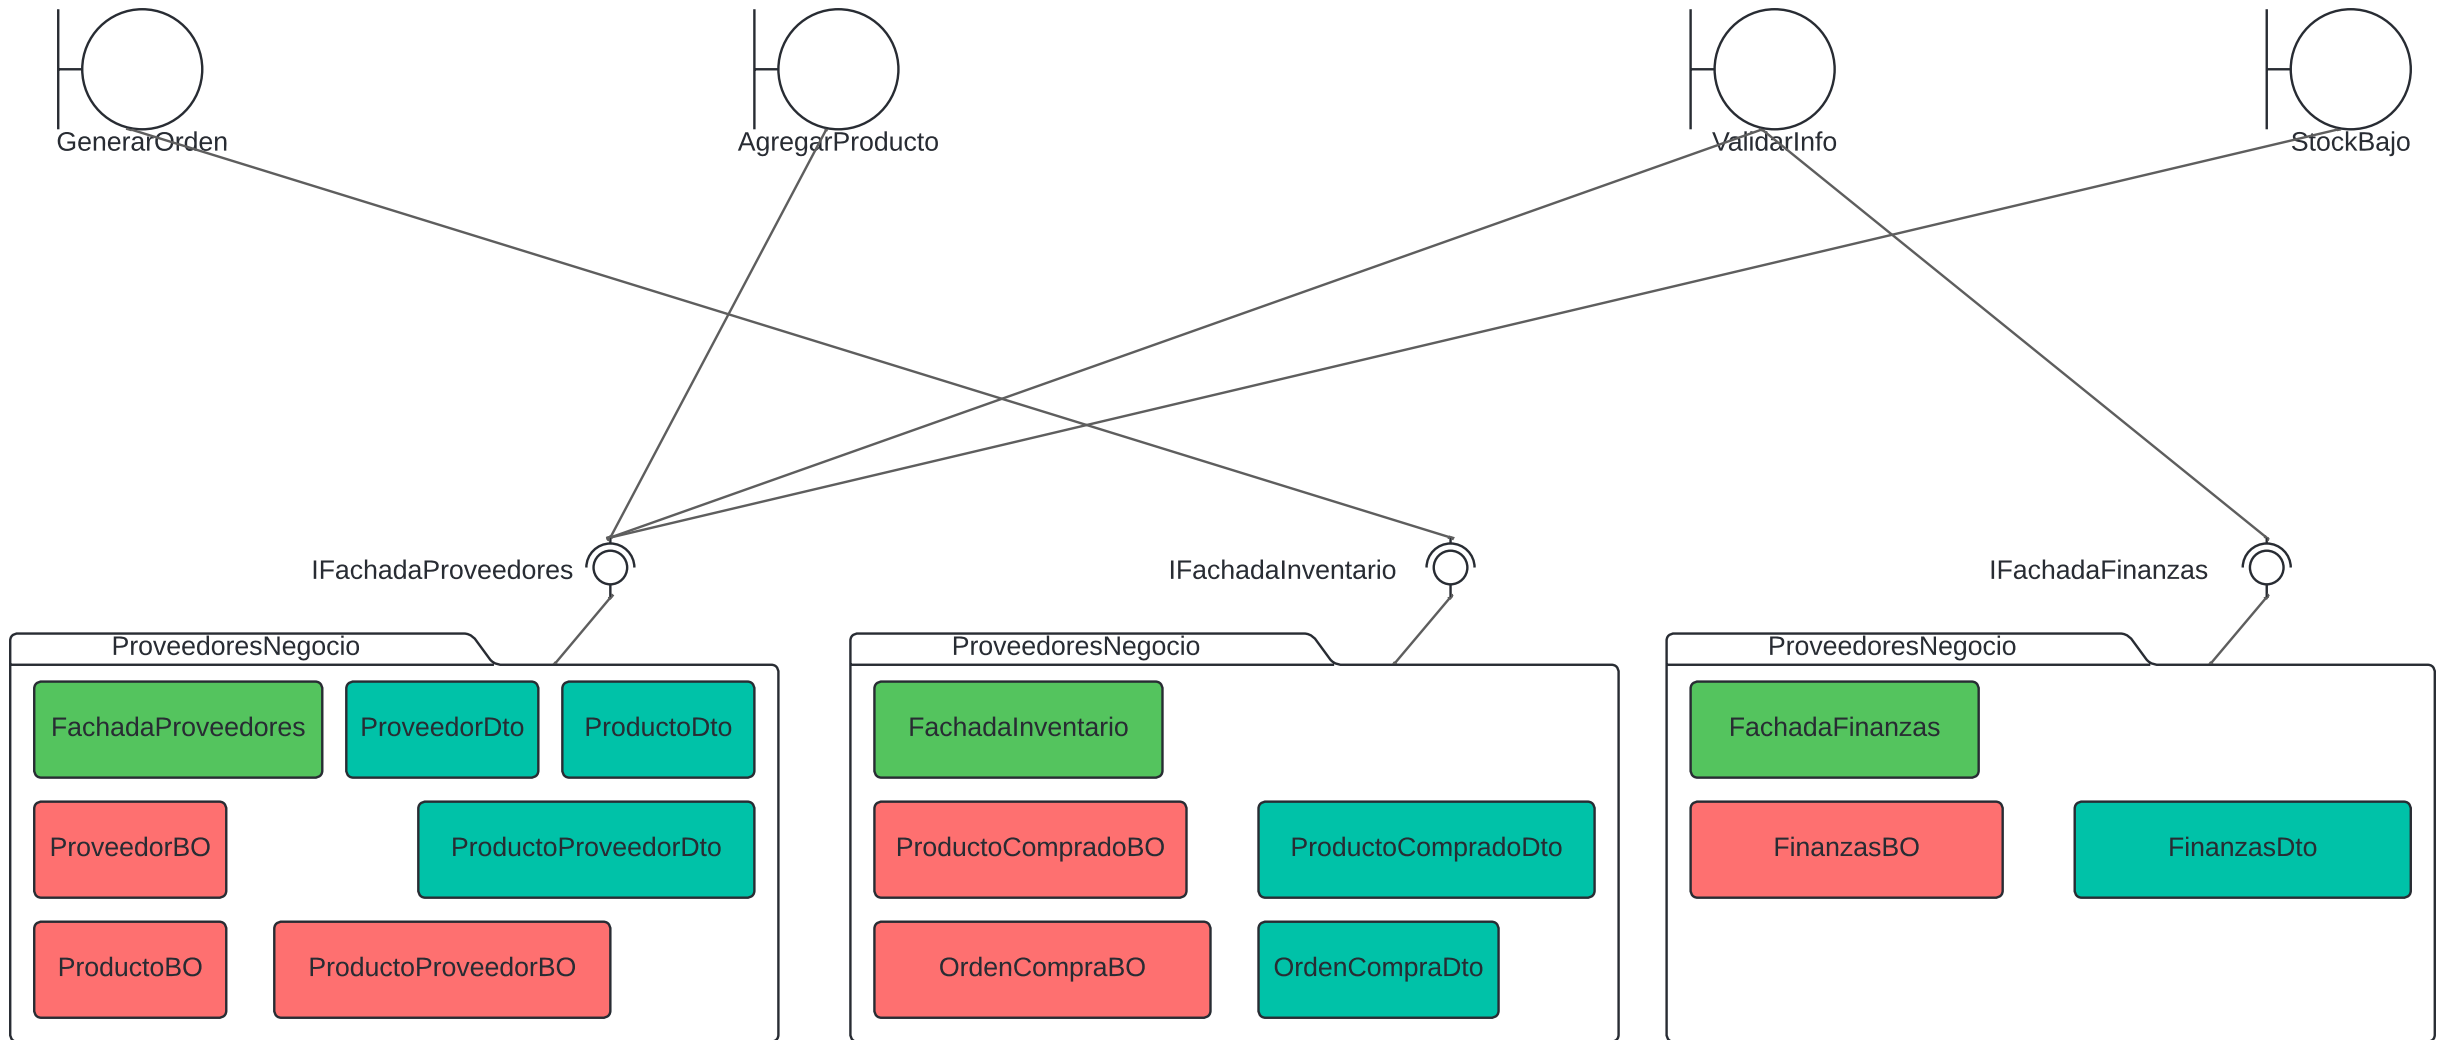 GenerarOrden
AgregarProducto
ValidarInfo
StockBajo
IFachadaProveedores
IFachadaInventario
IFachadaFinanzas
ProveedoresNegocio
FachadaProveedores
ProveedorDto
ProductoDto
ProveedorBO
ProductoProveedorDto
ProductoBO
ProductoProveedorBO
ProveedoresNegocio
FachadaInventario
ProductoCompradoBO
ProductoCompradoDto
OrdenCompraBO
OrdenCompraDto
ProveedoresNegocio
FachadaFinanzas
FinanzasBO
FinanzasDto